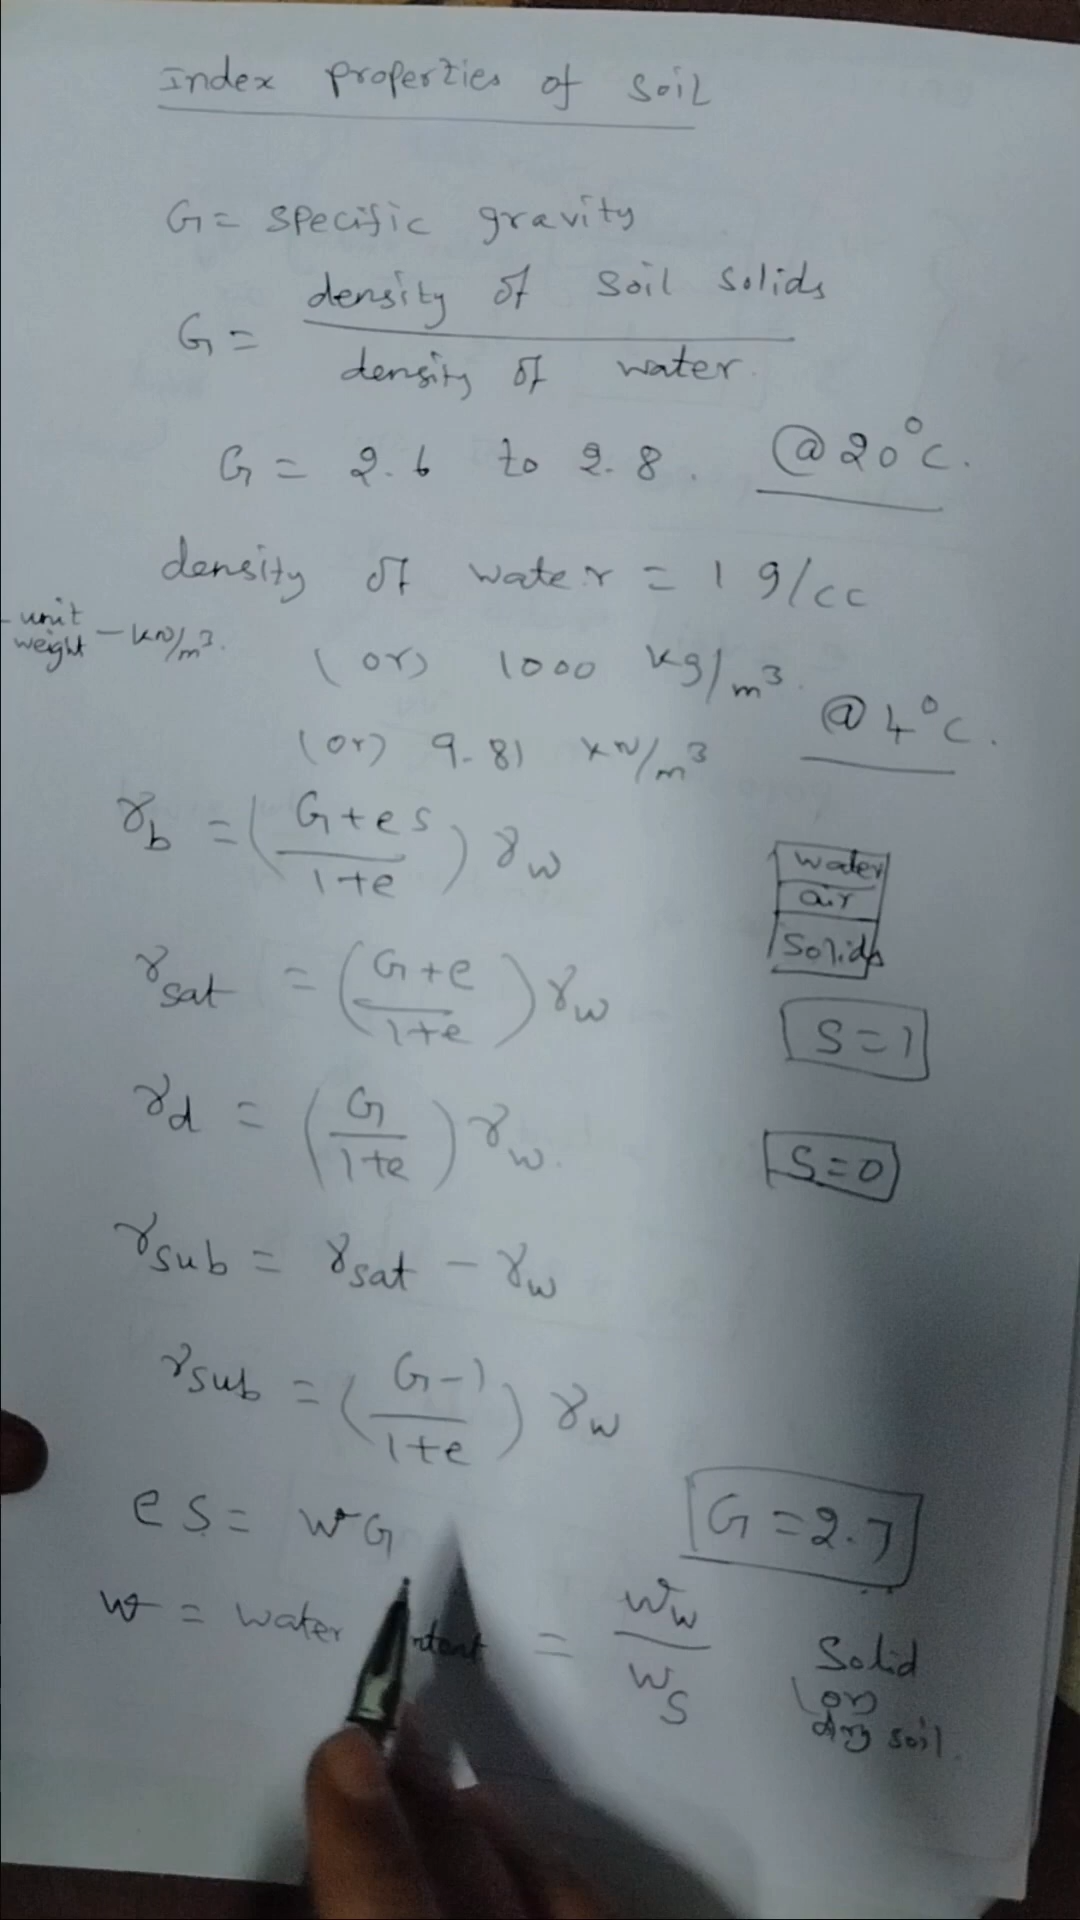 Index properties of soil
G = specific gravity
G = density of soil solids / density of water
G = 2.6 to 2.8. @ 20°C.
density of water = 1 g/cc
unit weight - kN/m³.
(or) 1000 kg/m³.
@ 4°C.
(or) 9.81 kN/m³
γb = (G+es / 1+e) γw
water
air
solids
γsat = (G+e / 1+e) γw
S=1
γd = (G / 1+e) γw.
S=0
γsub = γsat - γw
γsub = (G-1 / 1+e) γw
es = wG
G = 2.7
w = water = Ww / Ws
Solid
(or)
dry soil.